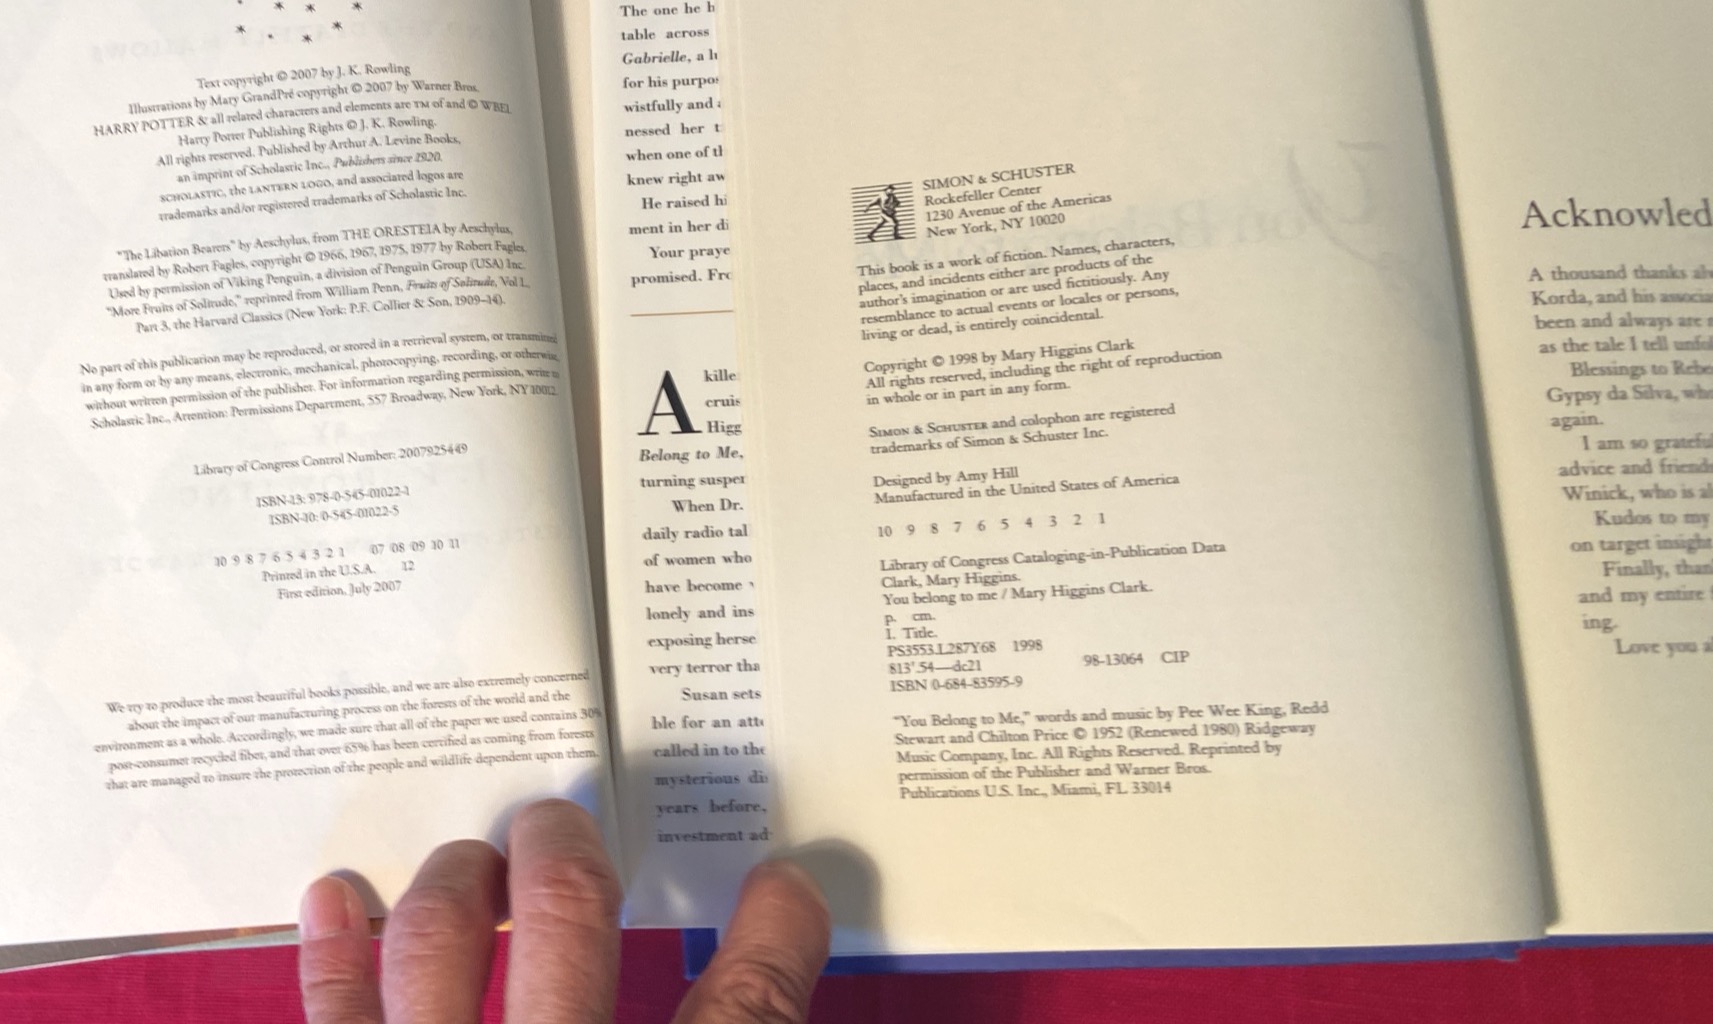 Text copyright © 2007 by J. K. Rowling
Illustrations by Mary GrandPré copyright © 2007 by Warner Bros.
HARRY POTTER & all related characters and elements are TM of and © WBEI.
Harry Potter Publishing Rights © J. K. Rowling.
All rights reserved. Published by Arthur A. Levine Books,
an imprint of Scholastic Inc., Publishers since 1920.
SCHOLASTIC, the LANTERN LOGO, and associated logos are
trademarks and/or registered trademarks of Scholastic Inc.
"The Libation Bearers" by Aeschylus, from THE ORESTEIA by Aeschylus,
translated by Robert Fagles, copyright © 1966, 1967, 1975, 1977 by Robert Fagles.
Used by permission of Viking Penguin, a division of Penguin Group (USA) Inc.
"More Fruits of Solitude," reprinted from William Penn, Fruits of Solitude, Vol I.,
Part 3, the Harvard Classics (New York: P.F. Collier & Son, 1909–14).
No part of this publication may be reproduced, or stored in a retrieval system, or transmitted
in any form or by any means, electronic, mechanical, photocopying, recording, or otherwise,
without written permission of the publisher. For information regarding permission, write to
Scholastic Inc., Attention: Permissions Department, 557 Broadway, New York, NY 10012.
Library of Congress Control Number: 2007925449
ISBN-13: 978-0-545-01022-1
ISBN-10: 0-545-01022-5
10 9 8 7 6 5 4 3 2 1 07 08 09 10 11
Printed in the U.S.A. 12
First edition, July 2007
We try to produce the most beautiful books possible, and we are also extremely concerned
about the impact of our manufacturing process on the forests of the world and the
environment as a whole. Accordingly, we made sure that all of the paper we used contains 30%
post-consumer recycled fiber, and that over 65% has been certified as coming from forests
that are managed to insure the protection of the people and wildlife dependent upon them.
The one he h
table across
Gabrielle, a
for his purpos
wistfully and
nessed her t
when one of th
knew right aw
He raised hi
ment in her di
Your praye
promised. Fro
A kille
cruis
Higg
Belong to Me,
turning susper
When Dr.
daily radio tal
of women who
have become
lonely and ins
exposing herse
very terror tha
Susan sets
ble for an atto
called in to the
mysterious di
years before,
investment ad
SIMON & SCHUSTER
Rockefeller Center
1230 Avenue of the Americas
New York, NY 10020
This book is a work of fiction. Names, characters,
places, and incidents either are products of the
author's imagination or are used fictitiously. Any
resemblance to actual events or locales or persons,
living or dead, is entirely coincidental.
Copyright © 1998 by Mary Higgins Clark
All rights reserved, including the right of reproduction
in whole or in part in any form.
SIMON & SCHUSTER and colophon are registered
trademarks of Simon & Schuster Inc.
Designed by Amy Hill
Manufactured in the United States of America
10 9 8 7 6 5 4 3 2 1
Library of Congress Cataloging-in-Publication Data
Clark, Mary Higgins.
You belong to me / Mary Higgins Clark.
p. cm.
I. Title.
PS3553.L287Y68 1998
813'.54—dc21 98-13064 CIP
ISBN 0-684-83595-9
"You Belong to Me," words and music by Pee Wee King, Redd
Stewart and Chilton Price © 1952 (Renewed 1980) Ridgeway
Music Company, Inc. All Rights Reserved. Reprinted by
permission of the Publisher and Warner Bros.
Publications U.S. Inc., Miami, FL 33014
Acknowled
A thousand thanks
Korda, and his associa
been and always are
as the tale I tell unfol
Blessings to Rebe
Gypsy da Silva, who
again.
I am so grateful
advice and friends
Winick, who is al
Kudos to my
on target insight
Finally, than
and my entire
ing.
Love you a